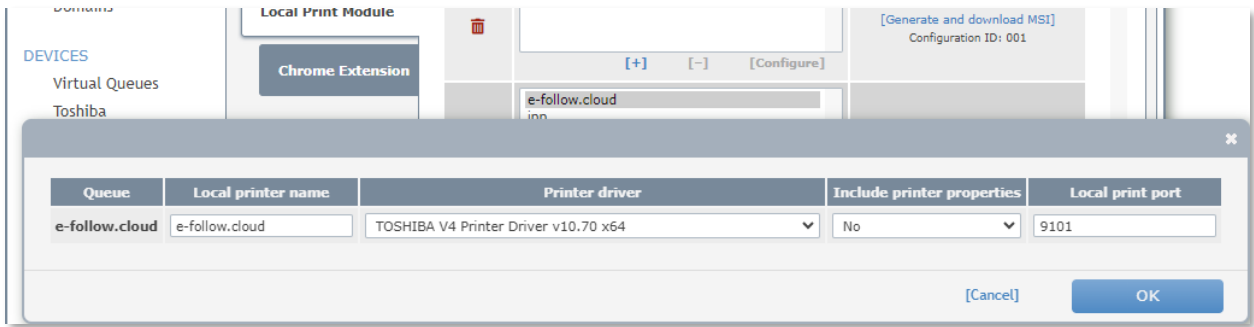 Domains
Local Print Module
[Generate and download MSI]
Configuration ID: 001
DEVICES
Virtual Queues
Toshiba
Chrome Extension
[+] [−] [Configure]
e-follow.cloud
ipp
Queue Local printer name Printer driver Include printer properties Local print port
e-follow.cloud e-follow.cloud TOSHIBA V4 Printer Driver v10.70 x64 No 9101
[Cancel] OK